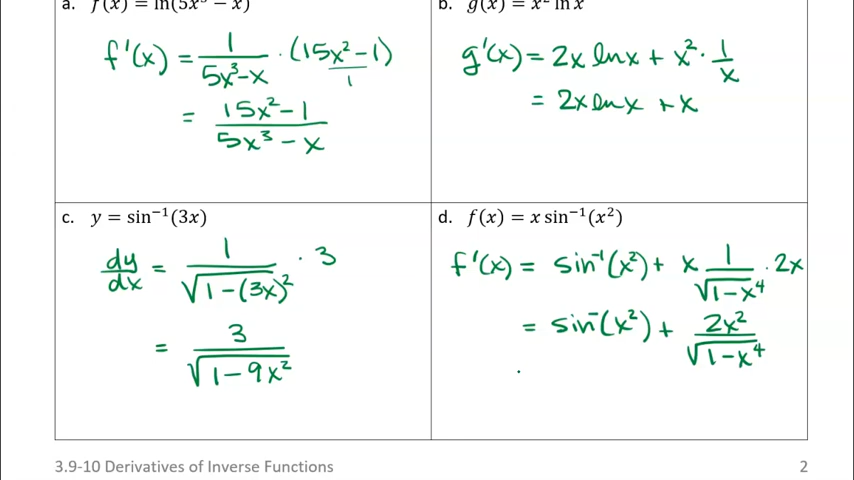 a. f(x) = ln(5x³ − x)
f'(x) = 1/(5x³−x) · (15x²−1)/1
= (15x²−1)/(5x³−x)
b. g(x) = x² ln x
g'(x) = 2x ln x + x² · 1/x
= 2x ln x + x
c. y = sin⁻¹(3x)
dy/dx = 1/√(1−(3x)²) · 3
= 3/√(1−9x²)
d. f(x) = x sin⁻¹(x²)
f'(x) = sin⁻¹(x²) + x 1/√(1−x⁴) · 2x
= sin⁻(x²) + 2x²/√(1−x⁴)
3.9-10 Derivatives of Inverse Functions
2